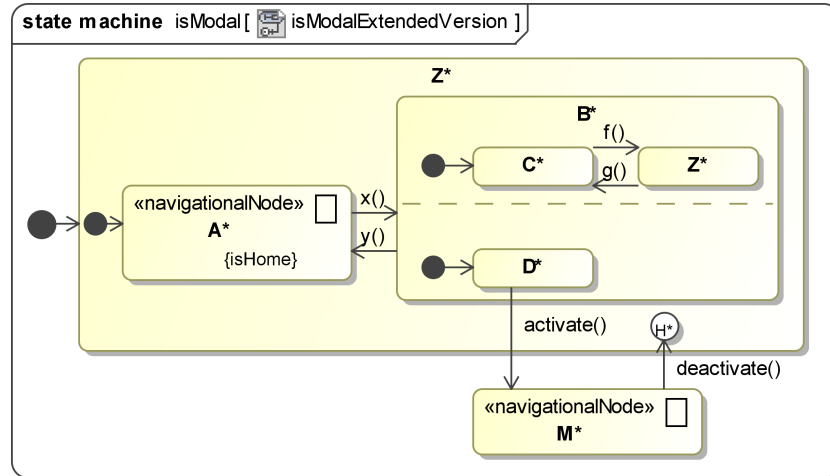 state machine isModal[ isModalExtendedVersion ]
Z*
B*
f()
C*
Z*
g()
«navigationalNode»
A*
{isHome}
x()
y()
D*
activate()
H*
deactivate()
«navigationalNode»
M*